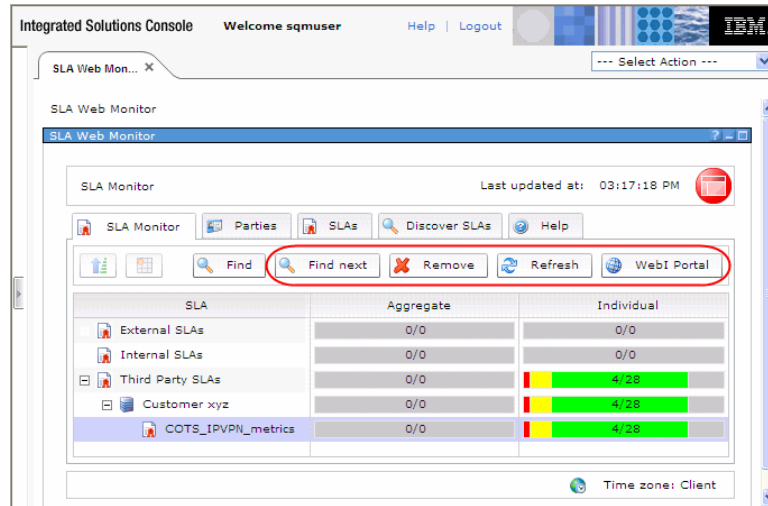 Integrated Solutions Console Welcome sqmuser Help | Logout IBM
SLA Web Mon... --- Select Action ---
SLA Web Monitor
SLA Web Monitor ?
SLA Monitor Last updated at: 03:17:18 PM
SLA Monitor Parties SLAs Discover SLAs Help
Find Find next Remove Refresh WebI Portal
SLA Aggregate Individual
External SLAs 0/0 0/0
Internal SLAs 0/0 0/0
Third Party SLAs 0/0 4/28
Customer xyz 0/0 4/28
COTS_IPVPN_metrics 0/0 4/28
Time zone: Client